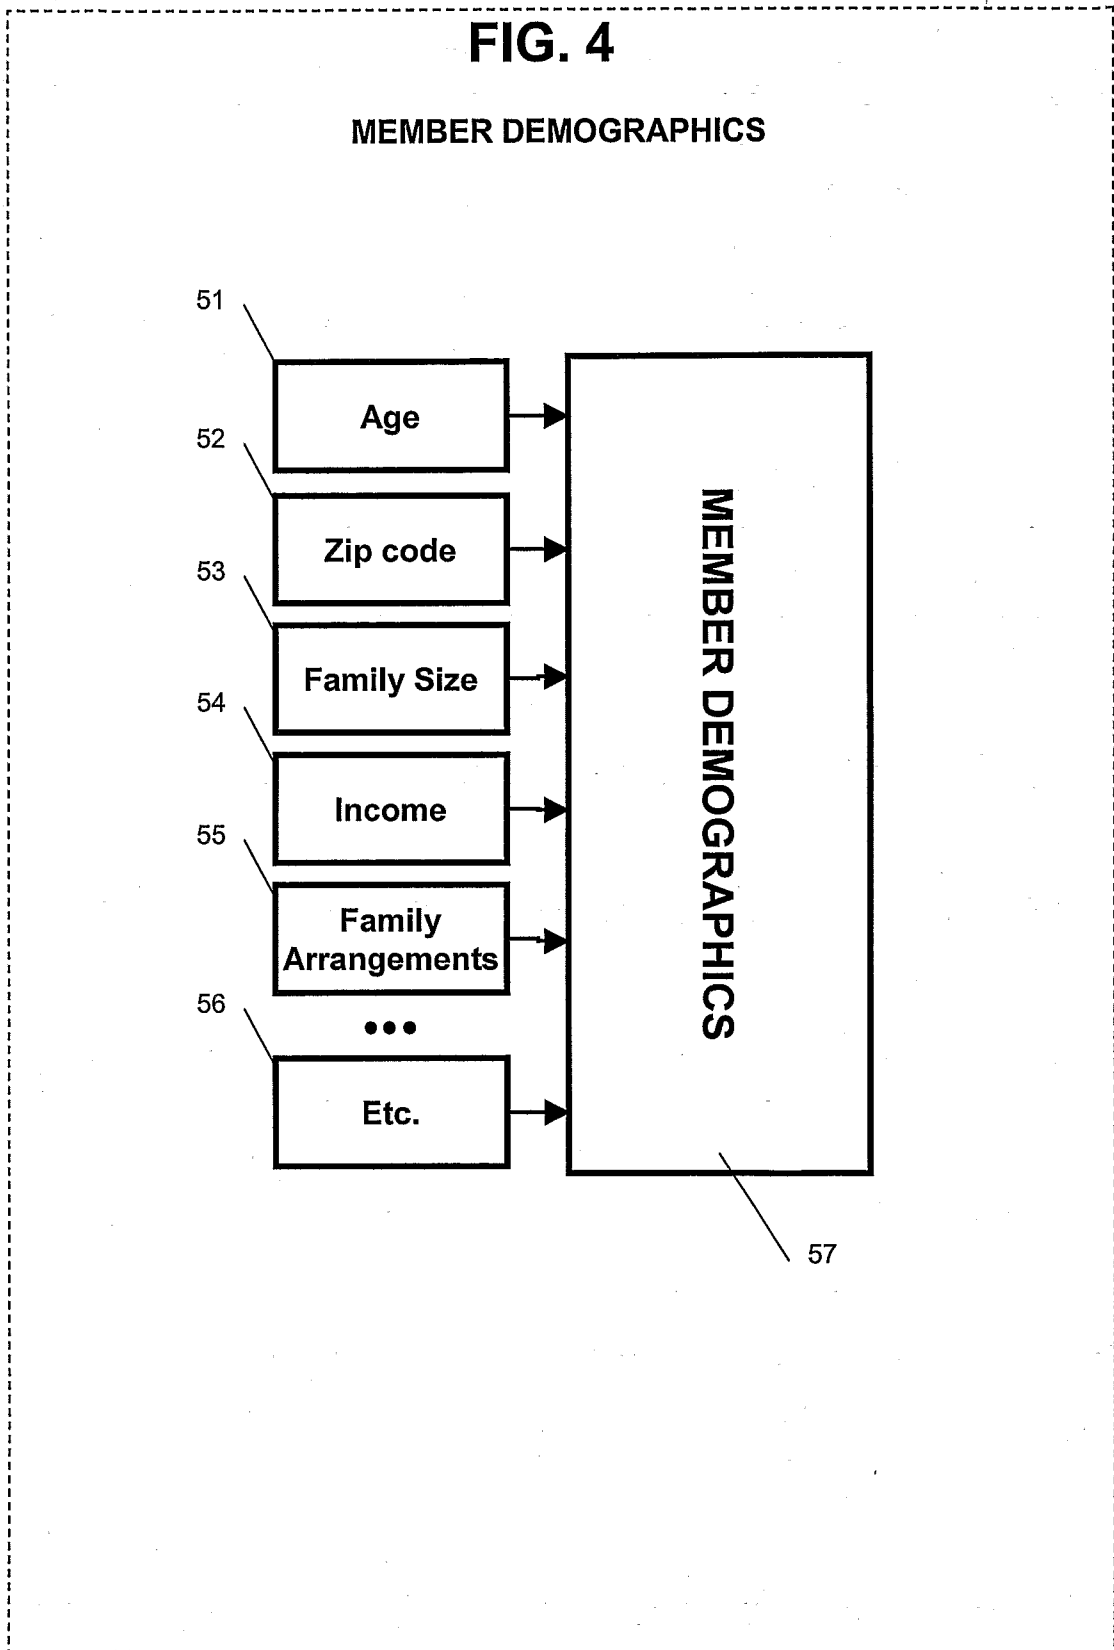 FIG. 4
MEMBER DEMOGRAPHICS
51
Age
52
Zip code
53
Family Size
54
Income
55
Family
Arrangements
56
•••
Etc.
MEMBER DEMOGRAPHICS
57